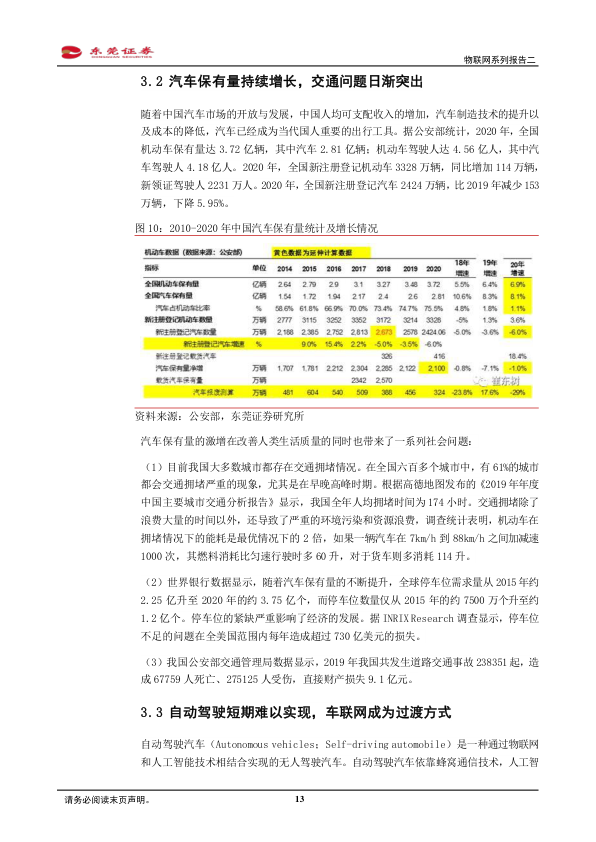 东莞证券
DONGGUAN SECURITIES
物联网系列报告二
3.2 汽车保有量持续增长，交通问题日渐突出
随着中国汽车市场的开放与发展，中国人均可支配收入的增加，汽车制造技术的提升以
及成本的降低，汽车已经成为当代国人重要的出行工具。据公安部统计，2020 年，全国
机动车保有量达 3.72 亿辆，其中汽车 2.81 亿辆；机动车驾驶人达 4.56 亿人，其中汽
车驾驶人 4.18 亿人。2020 年，全国新注册登记机动车 3328 万辆，同比增加 114 万辆，
新领证驾驶人 2231 万人。2020 年，全国新注册登记汽车 2424 万辆，比 2019 年减少 153
万辆，下降 5.95%。
图 10：2010-2020 年中国汽车保有量统计及增长情况
机动车数据（数据来源：公安部） 黄色数据为延伸计算数据
指标 单位 2014 2015 2016 2017 2018 2019 2020 18年增速 19年增速 20年增速
全国机动车保有量 亿辆 2.64 2.79 2.9 3.1 3.27 3.48 3.72 5.5% 6.4% 6.9%
全国汽车保有量 亿辆 1.54 1.72 1.94 2.17 2.4 2.6 2.81 10.6% 8.3% 8.1%
汽车占机动车比率 % 58.6% 61.8% 66.9% 70.0% 73.4% 74.7% 75.5% 4.8% 1.8% 1.1%
新注册登记机动车数量 万辆 2777 3115 3252 3352 3172 3214 3328 -5% 1.3% 3.6%
新注册登记汽车数量 万辆 2,188 2,385 2,752 2,813 2,673 2578 2424.06 -5.0% -3.6% -6.0%
新注册登记汽车增速 % 9.0% 15.4% 2.2% -5.0% -3.5% -6.0%
新注册登记载货汽车 326 416 18.4%
汽车保有量净增 万辆 1,707 1,781 2,212 2,304 2,285 2,122 2,100 -0.8% -7.1% -1.0%
载货汽车保有量 万辆 2342 2,570
汽车报废测算 万辆 481 604 540 509 388 456 324 -23.8% 17.6% -29%
崔东树
资料来源：公安部，东莞证券研究所
汽车保有量的激增在改善人类生活质量的同时也带来了一系列社会问题：
（1）目前我国大多数城市都存在交通拥堵情况。在全国六百多个城市中，有 61%的城市
都会交通拥堵严重的现象，尤其是在早晚高峰时期。根据高德地图发布的《2019 年年度
中国主要城市交通分析报告》显示，我国全年人均拥堵时间为 174 小时。交通拥堵除了
浪费大量的时间以外，还导致了严重的环境污染和资源浪费，调查统计表明，机动车在
拥堵情况下的能耗是最优情况下的 2 倍，如果一辆汽车在 7km/h 到 88km/h 之间加减速
1000 次，其燃料消耗比匀速行驶时多 60 升，对于货车则多消耗 114 升。
（2）世界银行数据显示，随着汽车保有量的不断提升，全球停车位需求量从 2015 年约
2.25 亿升至 2020 年的约 3.75 亿个，而停车位数量仅从 2015 年的约 7500 万个升至约
1.2 亿个。停车位的紧缺严重影响了经济的发展。据 INRIX Research 调查显示，停车位
不足的问题在全美国范围内每年造成超过 730 亿美元的损失。
（3）我国公安部交通管理局数据显示，2019 年我国共发生道路交通事故 238351 起，造
成 67759 人死亡、275125 人受伤，直接财产损失 9.1 亿元。
3.3 自动驾驶短期难以实现，车联网成为过渡方式
自动驾驶汽车（Autonomous vehicles；Self-driving automobile）是一种通过物联网
和人工智能技术相结合实现的无人驾驶汽车。自动驾驶汽车依靠蜂窝通信技术，人工智
请务必阅读末页声明。
13